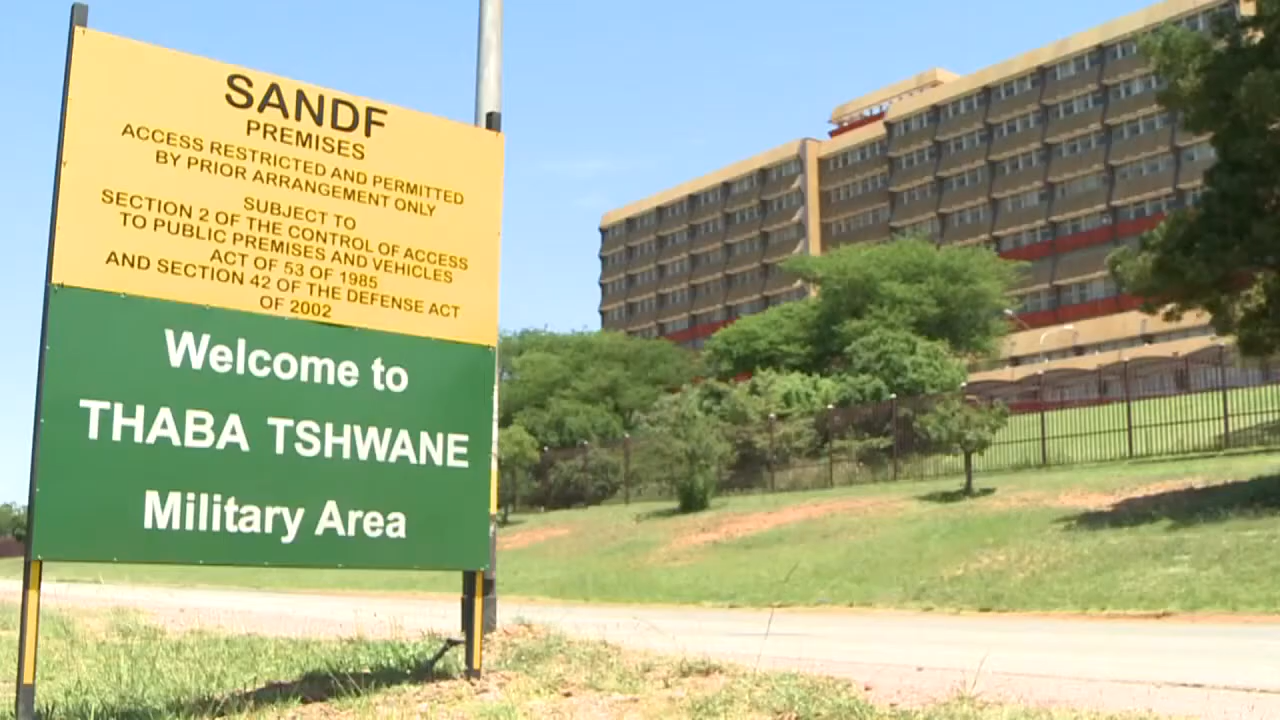 SANDF
PREMISES
ACCESS RESTRICTED AND PERMITTED
BY PRIOR ARRANGEMENT ONLY
SUBJECT TO
SECTION 2 OF THE CONTROL OF ACCESS
TO PUBLIC PREMISES AND VEHICLES
ACT OF 53 OF 1985
AND SECTION 42 OF THE DEFENSE ACT
OF 2002
Welcome to
THABA TSHWANE
Military Area